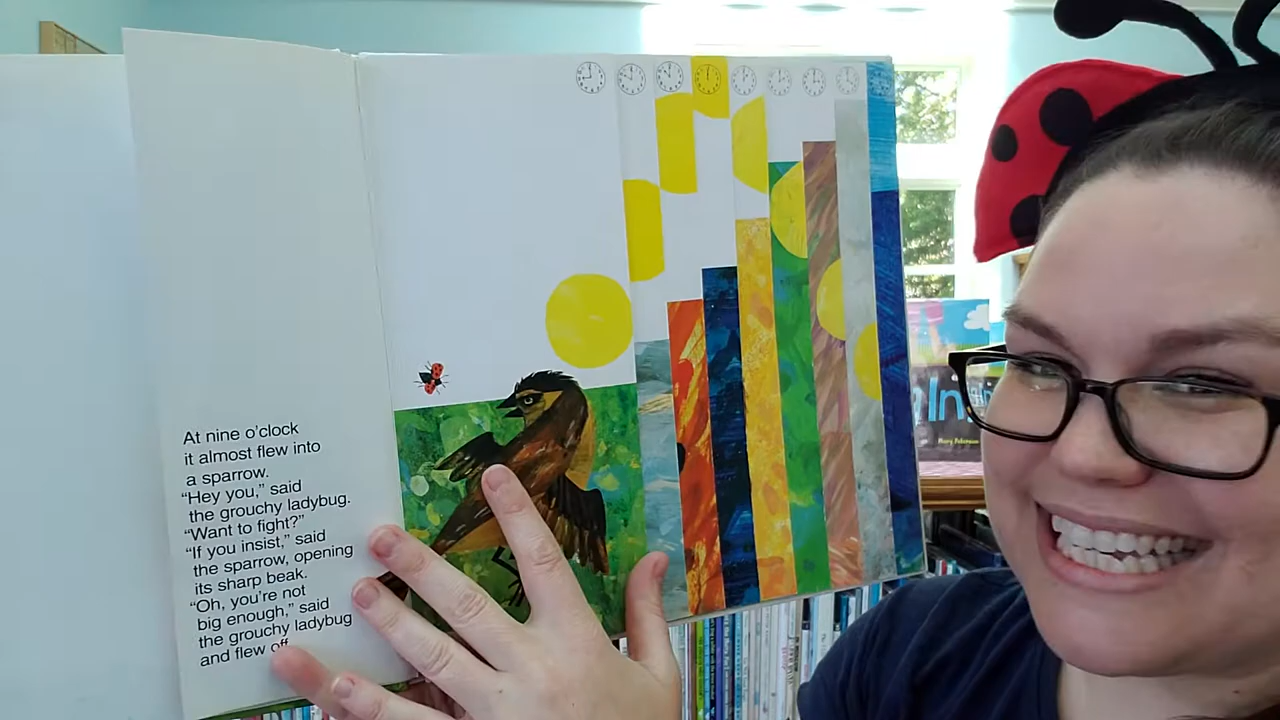 At nine o'clock
it almost flew into
a sparrow.
"Hey you," said
the grouchy ladybug.
"Want to fight?"
"If you insist," said
the sparrow, opening
its sharp beak.
"Oh, you're not
big enough," said
the grouchy ladybug
and flew off.
In